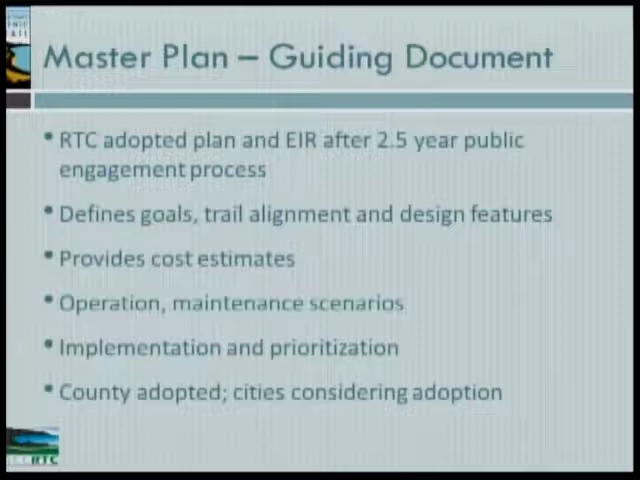 Master Plan – Guiding Document
• RTC adopted plan and EIR after 2.5 year public
engagement process
• Defines goals, trail alignment and design features
• Provides cost estimates
• Operation, maintenance scenarios
• Implementation and prioritization
• County adopted; cities considering adoption
RTC